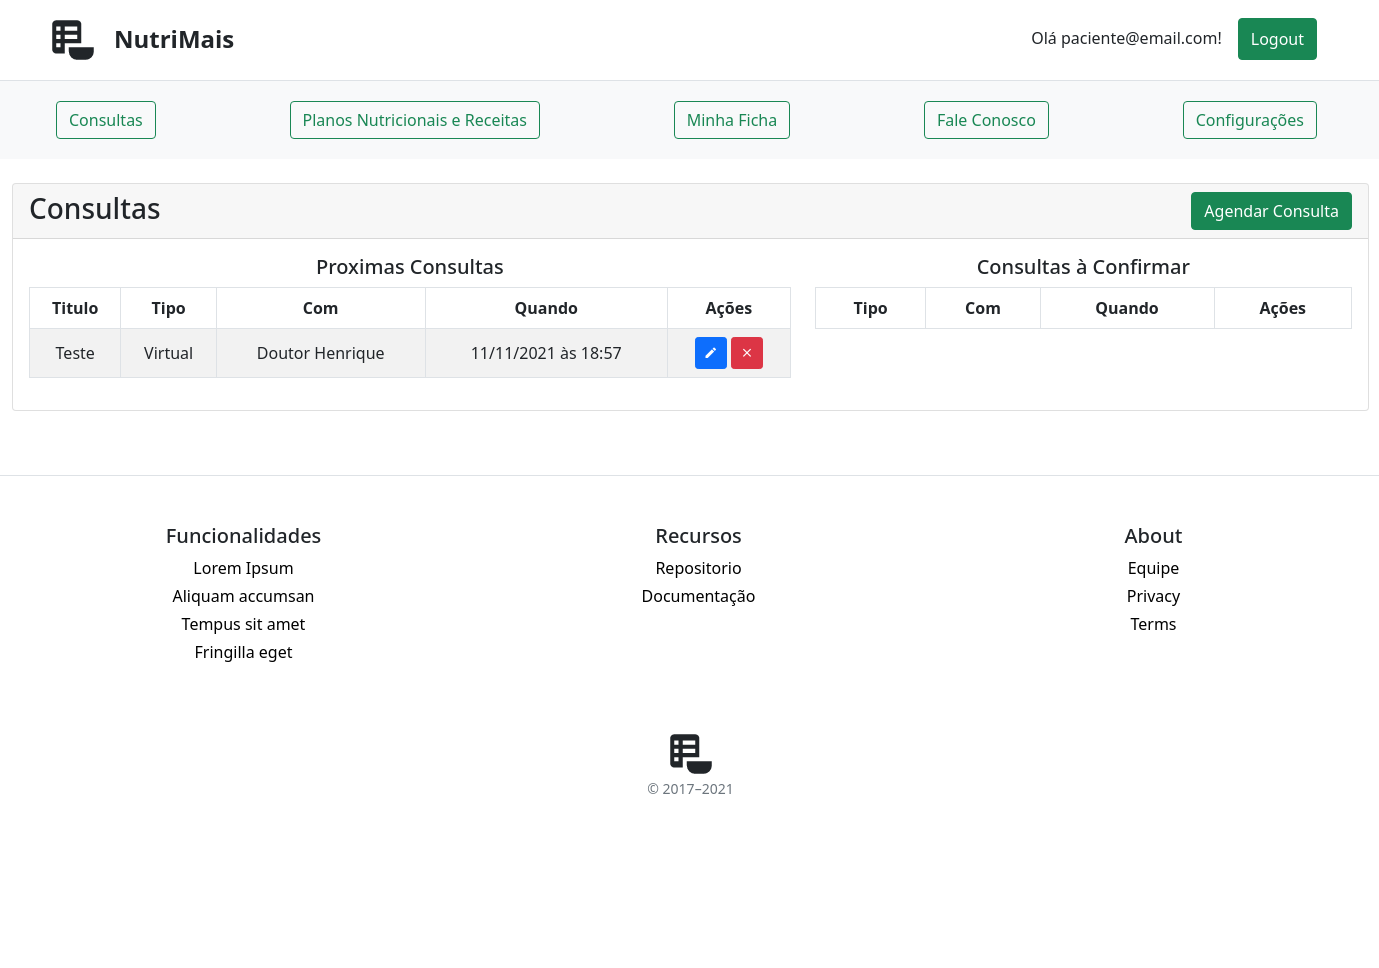 NutriMais
Olá paciente@email.com!
Logout
Consultas
Planos Nutricionais e Receitas
Minha Ficha
Fale Conosco
Configurações
Consultas
Agendar Consulta
Proximas Consultas
Titulo Tipo Com Quando Ações
Teste Virtual Doutor Henrique 11/11/2021 às 18:57
Consultas à Confirmar
Tipo Com Quando Ações
Funcionalidades
Lorem Ipsum
Aliquam accumsan
Tempus sit amet
Fringilla eget
Recursos
Repositorio
Documentação
About
Equipe
Privacy
Terms
© 2017–2021